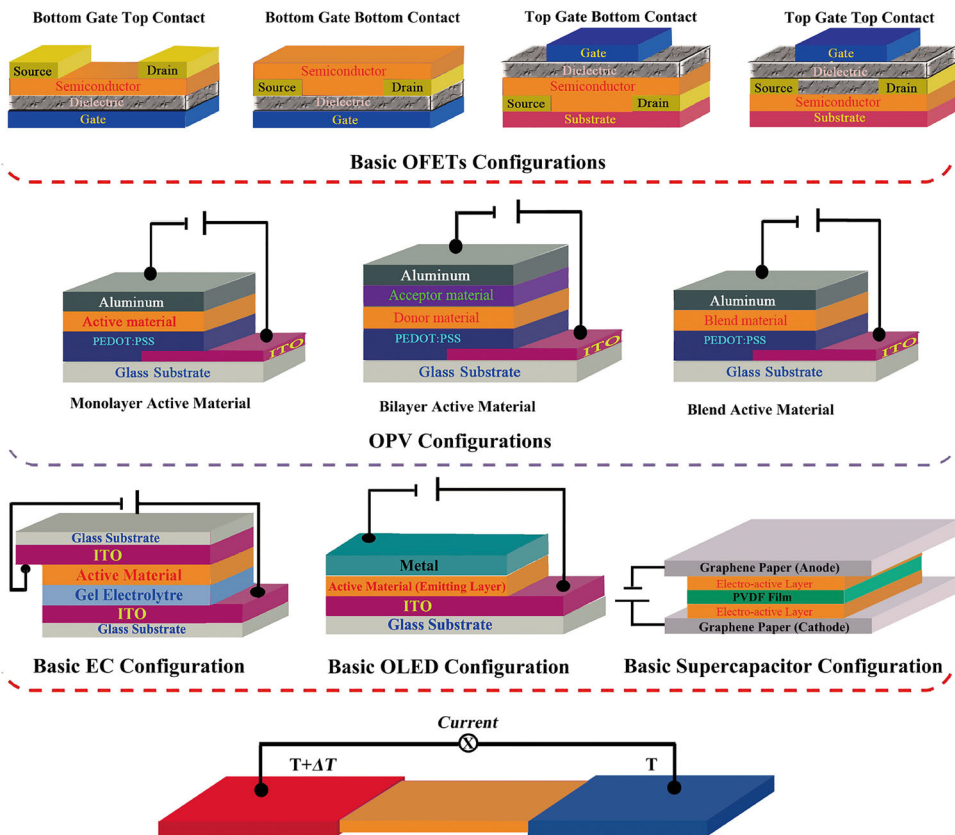 Bottom Gate Top Contact
Bottom Gate Bottom Contact
Top Gate Bottom Contact
Top Gate Top Contact
Source
Drain
Semiconductor
Dielectric
Gate
Semiconductor
Source
Drain
Dielectric
Gate
Gate
Dielectric
Semiconductor
Source
Drain
Substrate
Gate
Dielectric
Source
Drain
Semiconductor
Substrate
Basic OFETs Configurations
Aluminum
Active material
PEDOT:PSS
ITO
Glass Substrate
Monolayer Active Material
Aluminum
Acceptor material
Donor material
PEDOT:PSS
ITO
Glass Substrate
Bilayer Active Material
Aluminum
Blend material
PEDOT:PSS
ITO
Glass Substrate
Blend Active Material
OPV Configurations
Glass Substrate
ITO
Active Material
Gel Electrolytre
ITO
Glass Substrate
Basic EC Configuration
Metal
Active Material (Emitting Layer)
ITO
Glass Substrate
Basic OLED Configuration
Graphene Paper (Anode)
Electro-active Layer
PVDF Film
Electro-active Layer
Graphene Paper (Cathode)
Basic Supercapacitor Configuration
Current
X
T+ΔT
T